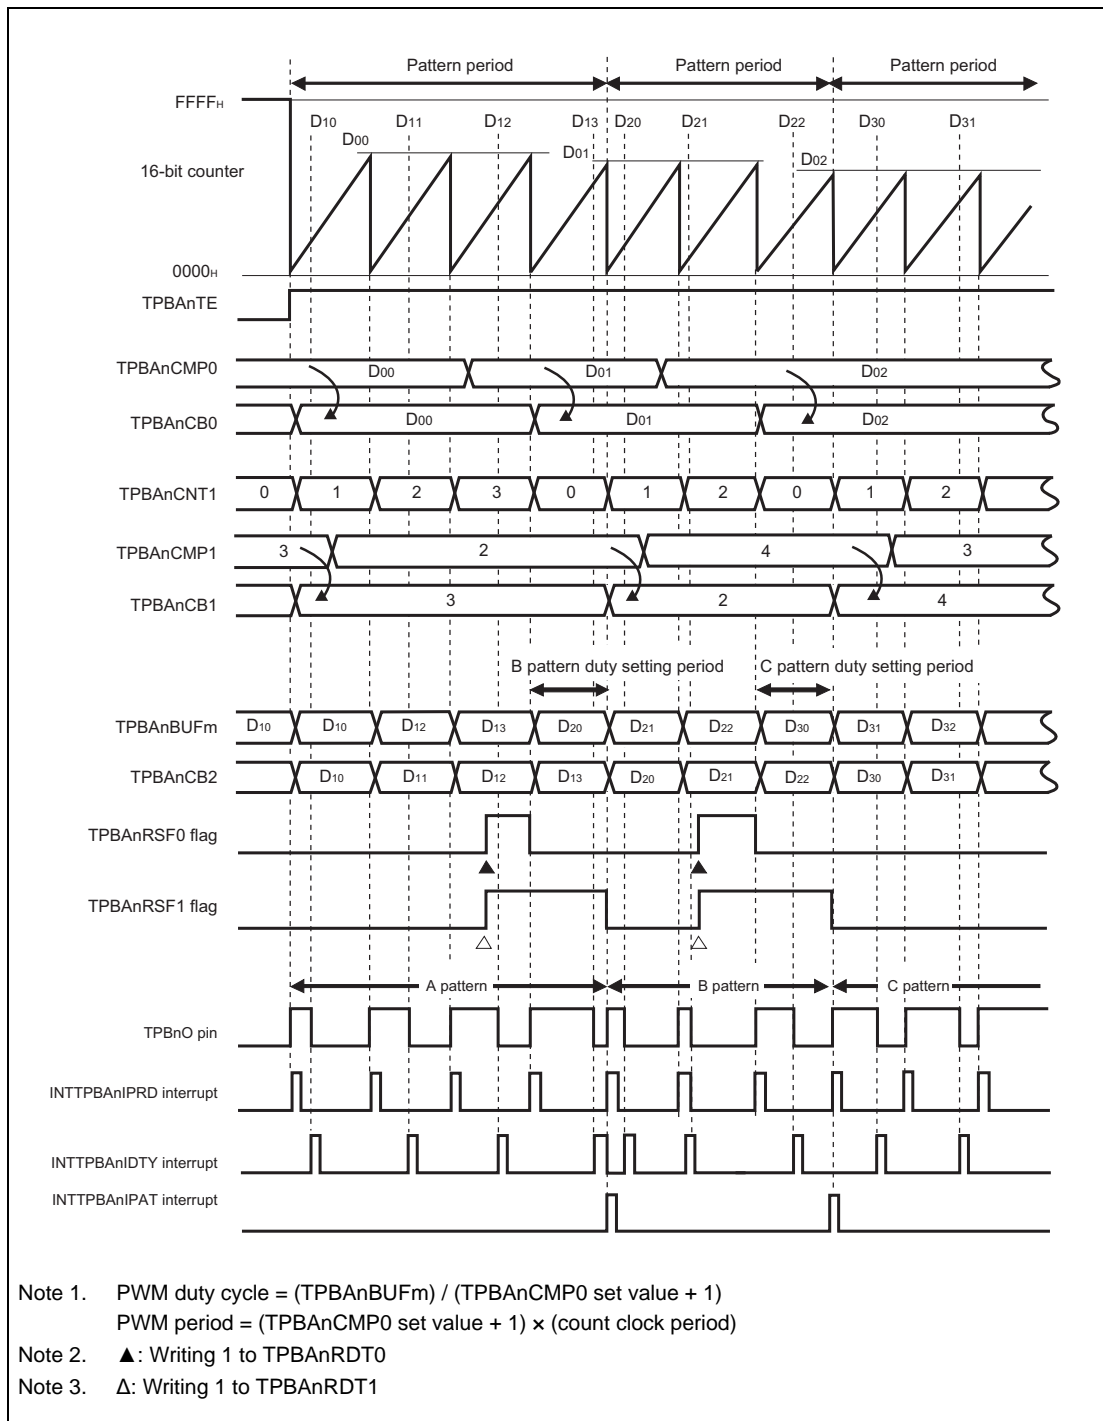 Pattern period Pattern period Pattern period
FFFFH
D10 D11 D12 D13 D20 D21 D22 D30 D31
D00 D01 D02
16-bit counter
0000H
TPBAnTE
TPBAnCMP0 D00 D01 D02
TPBAnCB0 D00 D01 D02
TPBAnCNT1 0 1 2 3 0 1 2 0 1 2
TPBAnCMP1 3 2 4 3
TPBAnCB1 3 2 4
B pattern duty setting period C pattern duty setting period
TPBAnBUFm D10 D10 D12 D13 D20 D21 D22 D30 D31 D32
TPBAnCB2 D10 D11 D12 D13 D20 D21 D22 D30 D31
TPBAnRSF0 flag
▲ ▲
TPBAnRSF1 flag
△ △
A pattern B pattern C pattern
TPBnO pin
INTTPBAnIPRD interrupt
INTTPBAnIDTY interrupt
INTTPBAnIPAT interrupt
Note 1. PWM duty cycle = (TPBAnBUFm) / (TPBAnCMP0 set value + 1)
PWM period = (TPBAnCMP0 set value + 1) × (count clock period)
Note 2. ▲: Writing 1 to TPBAnRDT0
Note 3. Δ: Writing 1 to TPBAnRDT1